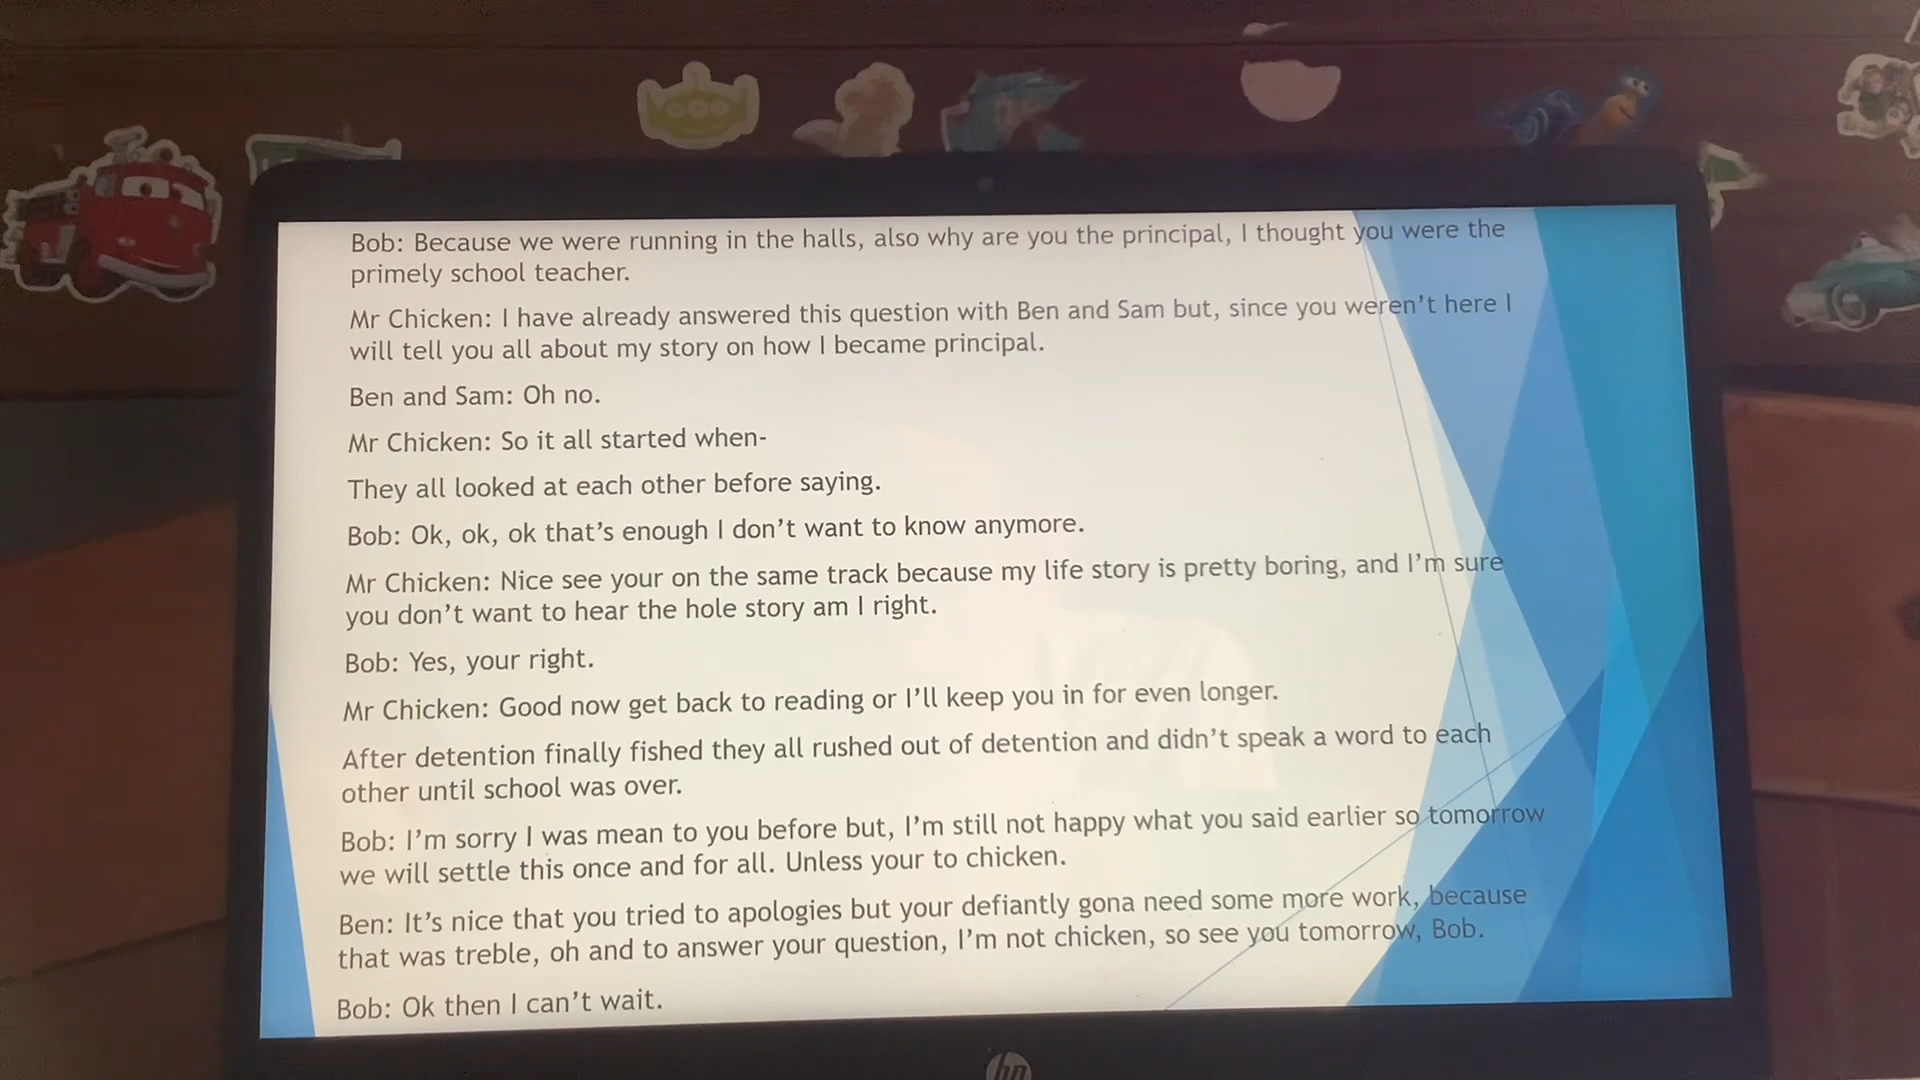 Bob: Because we were running in the halls, also why are you the principal, I thought you were the
primely school teacher.
Mr Chicken: I have already answered this question with Ben and Sam but, since you weren't here I
will tell you all about my story on how I became principal.
Ben and Sam: Oh no.
Mr Chicken: So it all started when-
They all looked at each other before saying.
Bob: Ok, ok, ok that's enough I don't want to know anymore.
Mr Chicken: Nice see your on the same track because my life story is pretty boring, and I'm sure
you don't want to hear the hole story am I right.
Bob: Yes, your right.
Mr Chicken: Good now get back to reading or I'll keep you in for even longer.
After detention finally fished they all rushed out of detention and didn't speak a word to each
other until school was over.
Bob: I'm sorry I was mean to you before but, I'm still not happy what you said earlier so tomorrow
we will settle this once and for all. Unless your to chicken.
Ben: It's nice that you tried to apologies but your defiantly gona need some more work, because
that was treble, oh and to answer your question, I'm not chicken, so see you tomorrow, Bob.
Bob: Ok then I can't wait.
hp